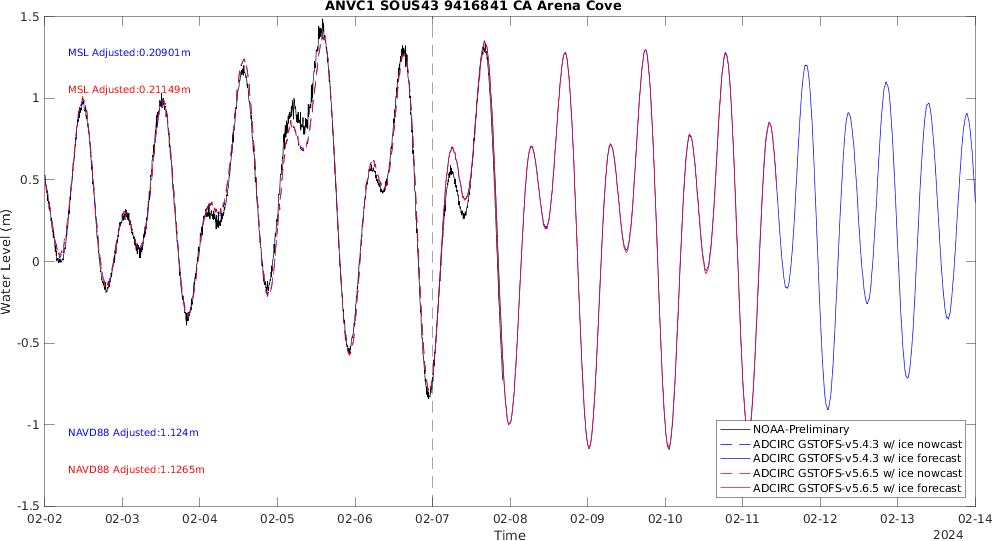 ANVC1 SOUS43 9416841 CA Arena Cove
1.5
1
0.5
0
-0.5
-1
-1.5
Water Level (m)
MSL Adjusted:0.20901m
MSL Adjusted:0.21149m
NAVD88 Adjusted:1.124m
NAVD88 Adjusted:1.1265m
NOAA-Preliminary
ADCIRC GSTOFS-v5.4.3 w/ ice nowcast
ADCIRC GSTOFS-v5.4.3 w/ ice forecast
ADCIRC GSTOFS-v5.6.5 w/ ice nowcast
ADCIRC GSTOFS-v5.6.5 w/ ice forecast
02-02 02-03 02-04 02-05 02-06 02-07 02-08 02-09 02-10 02-11 02-12 02-13 02-14
Time
2024